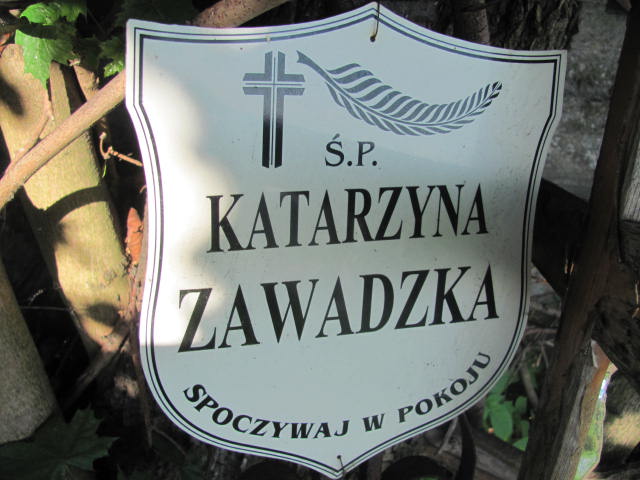 Ś.P.
KATARZYNA
ZAWADZKA
SPOCZYWAJ W POKOJU